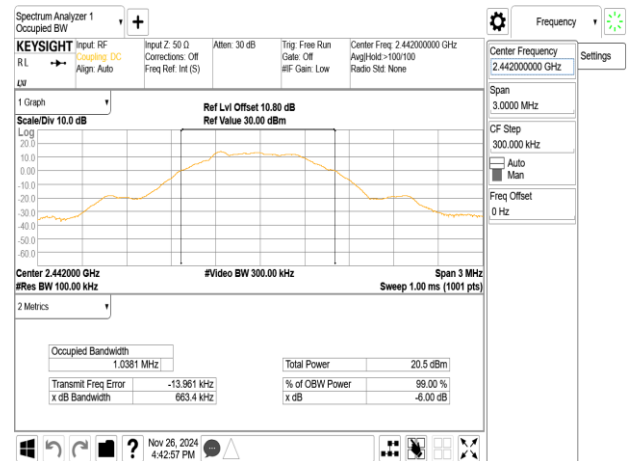 Spectrum Analyzer 1
Occupied BW
Frequency
KEYSIGHT
Input: RF
Coupling: DC
Align: Auto
Input Z: 50 Ω
Corrections: Off
Freq Ref: Int (S)
Atten: 30 dB
Trig: Free Run
Gate: Off
#IF Gain: Low
Center Freq: 2.442000000 GHz
Avg|Hold:>100/100
Radio Std: None
RL
Center Frequency
2.442000000 GHz
Settings
Span
3.0000 MHz
CF Step
300.000 kHz
Auto
Man
Freq Offset
0 Hz
1 Graph
Ref Lvl Offset 10.80 dB
Scale/Div 10.0 dB
Ref Value 30.00 dBm
Log
20.0
10.0
0.00
-10.0
-20.0
-30.0
-40.0
-50.0
-60.0
Center 2.442000 GHz
#Video BW 300.00 kHz
Span 3 MHz
#Res BW 100.00 kHz
Sweep 1.00 ms (1001 pts)
2 Metrics
Occupied Bandwidth
1.0381 MHz
Total Power 20.5 dBm
Transmit Freq Error -13.961 kHz
% of OBW Power 99.00 %
x dB Bandwidth 663.4 kHz
x dB -6.00 dB
?
Nov 26, 2024
4:42:57 PM